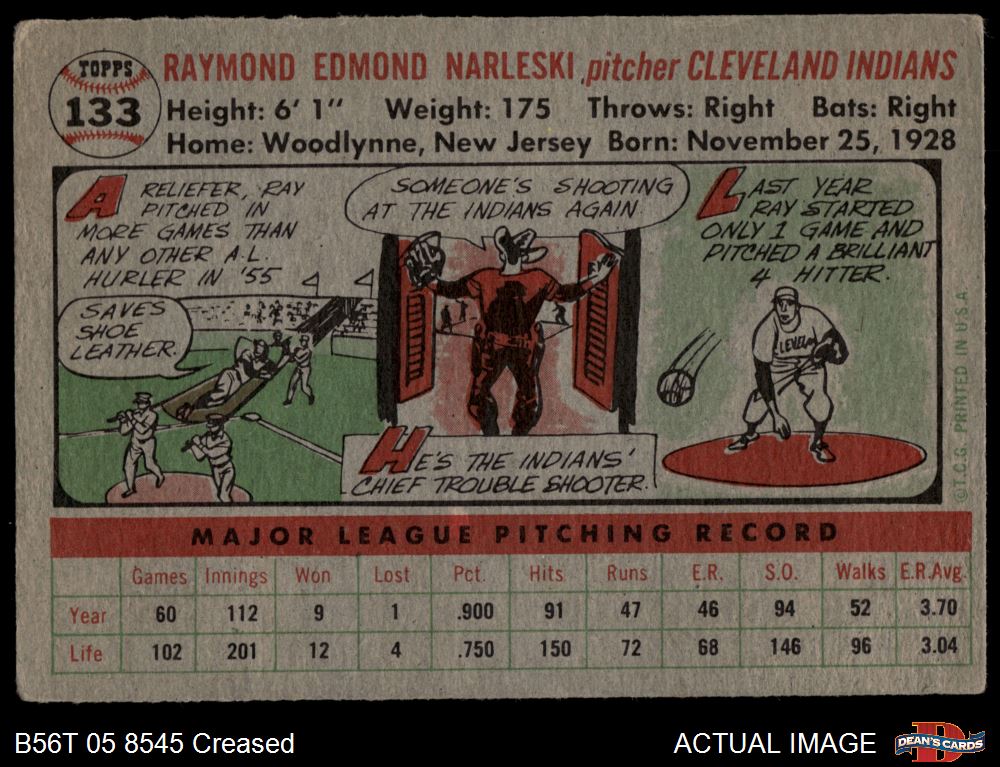 TOPPS
133
RAYMOND EDMOND NARLESKI, pitcher CLEVELAND INDIANS
Height: 6' 1" Weight: 175 Throws: Right Bats: Right
Home: Woodlynne, New Jersey Born: November 25, 1928
A RELIEFER, RAY
PITCHED IN
MORE GAMES THAN
ANY OTHER A.L.
HURLER IN '55
SAVES
SHOE
LEATHER.
SOMEONE'S SHOOTING
AT THE INDIANS AGAIN
HE'S THE INDIANS'
CHIEF TROUBLE SHOOTER.
LAST YEAR
RAY STARTED
ONLY 1 GAME AND
PITCHED A BRILLIANT
4 HITTER.
CLEVELA
©T.C.G. PRINTED IN U.S.A.
MAJOR LEAGUE PITCHING RECORD
Games Innings Won Lost Pct. Hits Runs E.R. S.O. Walks E.R.Avg.
Year 60 112 9 1 .900 91 47 46 94 52 3.70
Life 102 201 12 4 .750 150 72 68 146 96 3.04
B56T 05 8545 Creased
ACTUAL IMAGE
D
DEAN'S CARDS